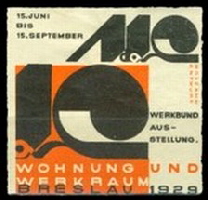 15. JUNI
BIS
15. SEPTEMBER
WERKBUND
AUS-
STELLUNG.
WOHNUNG UND
WERKRAUM
BRESLAU 1929